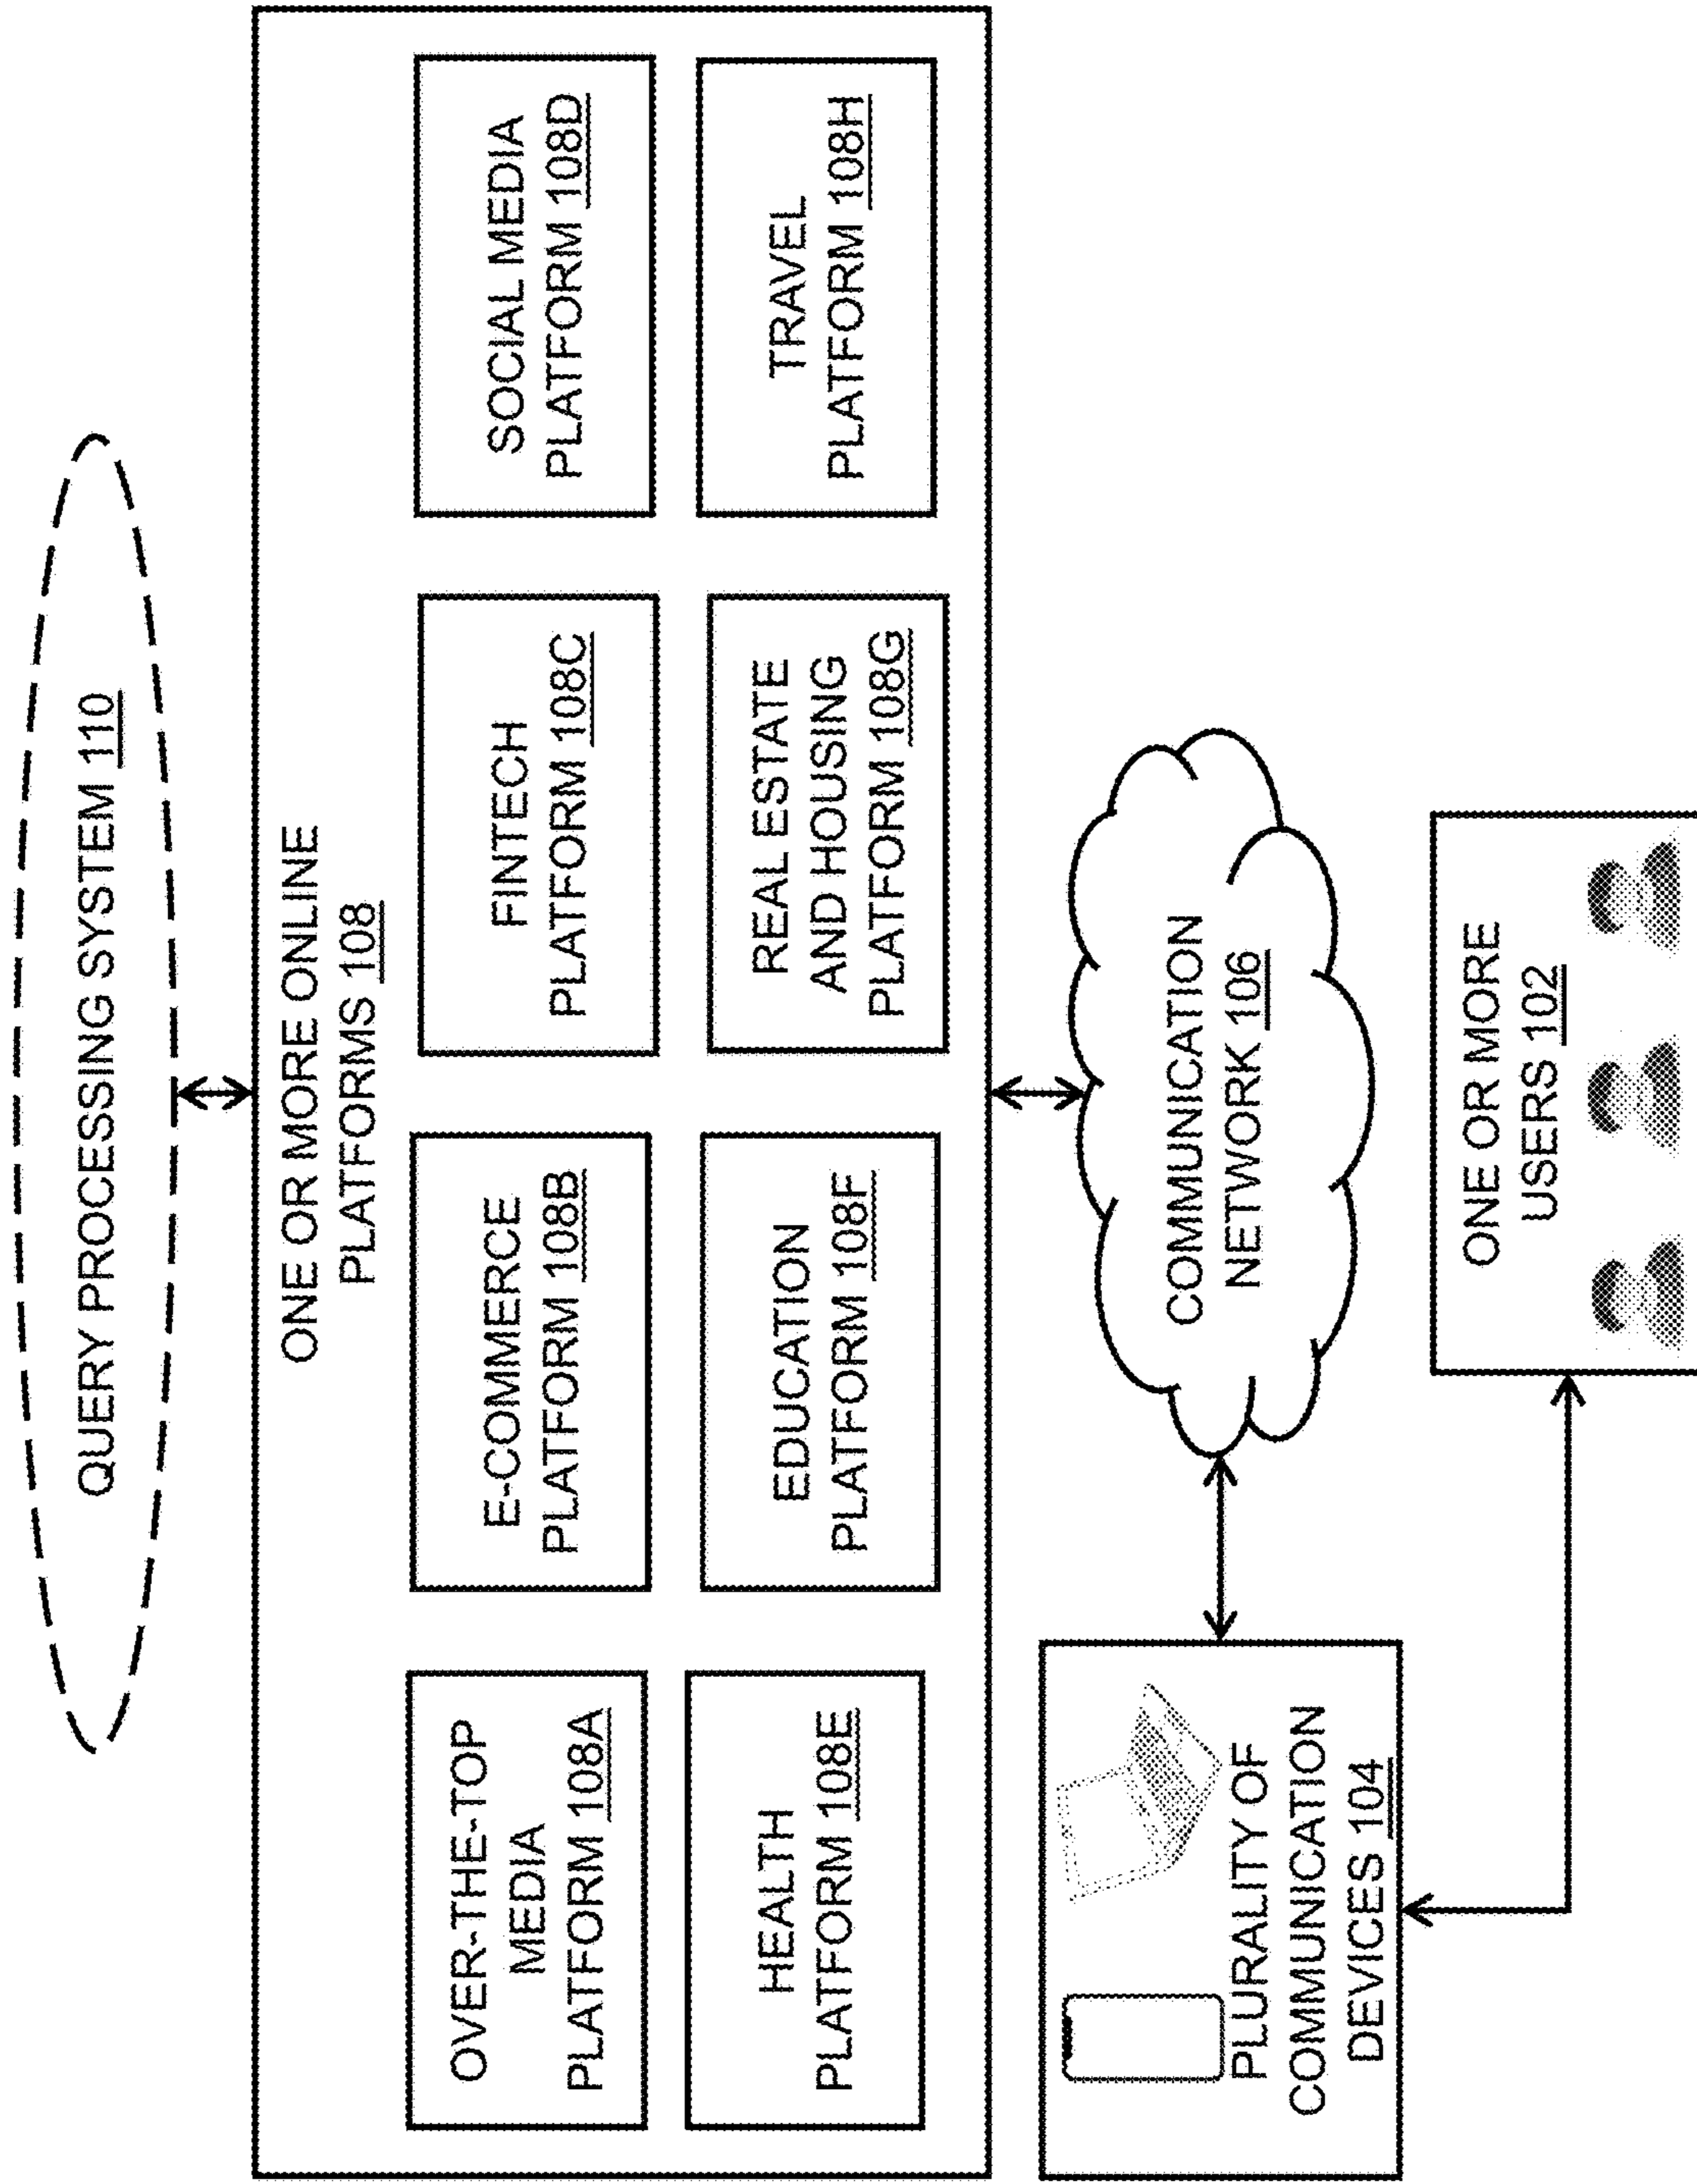 QUERY PROCESSING SYSTEM 110
ONE OR MORE ONLINE
PLATFORMS 108
OVER-THE-TOP
MEDIA
PLATFORM 108A
E-COMMERCE
PLATFORM 108B
FINTECH
PLATFORM 108C
SOCIAL MEDIA
PLATFORM 108D
HEALTH
PLATFORM 108E
EDUCATION
PLATFORM 108F
REAL ESTATE
AND HOUSING
PLATFORM 108G
TRAVEL
PLATFORM 108H
PLURALITY OF
COMMUNICATION
DEVICES 104
COMMUNICATION
NETWORK 106
ONE OR MORE
USERS 102